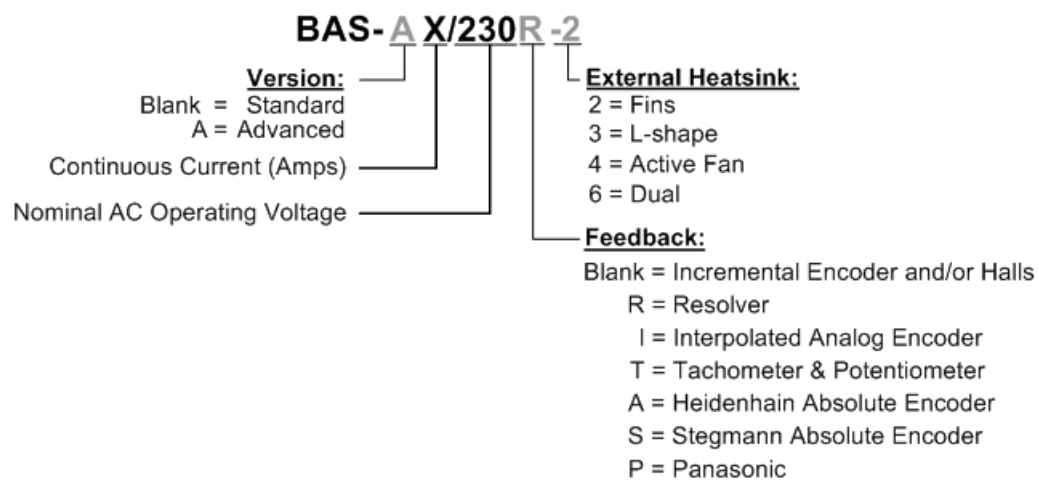 BAS- A X/230R -2
Version:
Blank = Standard
A = Advanced
Continuous Current (Amps)
Nominal AC Operating Voltage
External Heatsink:
2 = Fins
3 = L-shape
4 = Active Fan
6 = Dual
Feedback:
Blank = Incremental Encoder and/or Halls
R = Resolver
I = Interpolated Analog Encoder
T = Tachometer & Potentiometer
A = Heidenhain Absolute Encoder
S = Stegmann Absolute Encoder
P = Panasonic